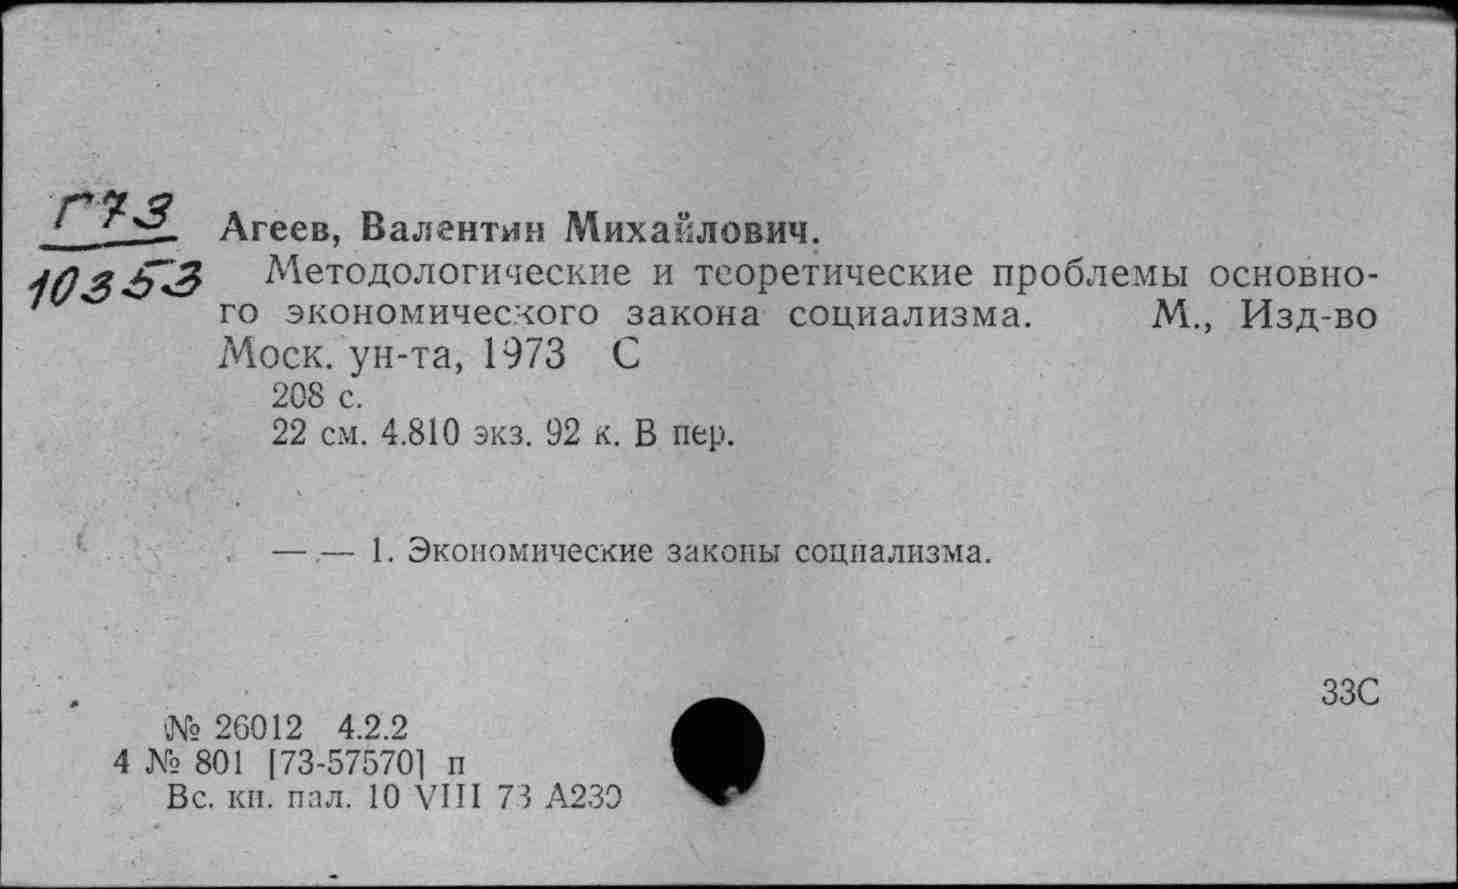 Г73
10353
Агеев, Валентин Михайлович.
Методологические и теоретические проблемы основно-
го экономического закона социализма. М., Изд-во
Моск. ун-та, 1973 С
208 с.
22 см. 4.810 экз. 92 к. В пер.
— — 1. Экономические законы социализма.
33С
№ 26012 4.2.2
4 № 801 [73-57570] п
Вс. кн. пал. 10 VIII 73 А230